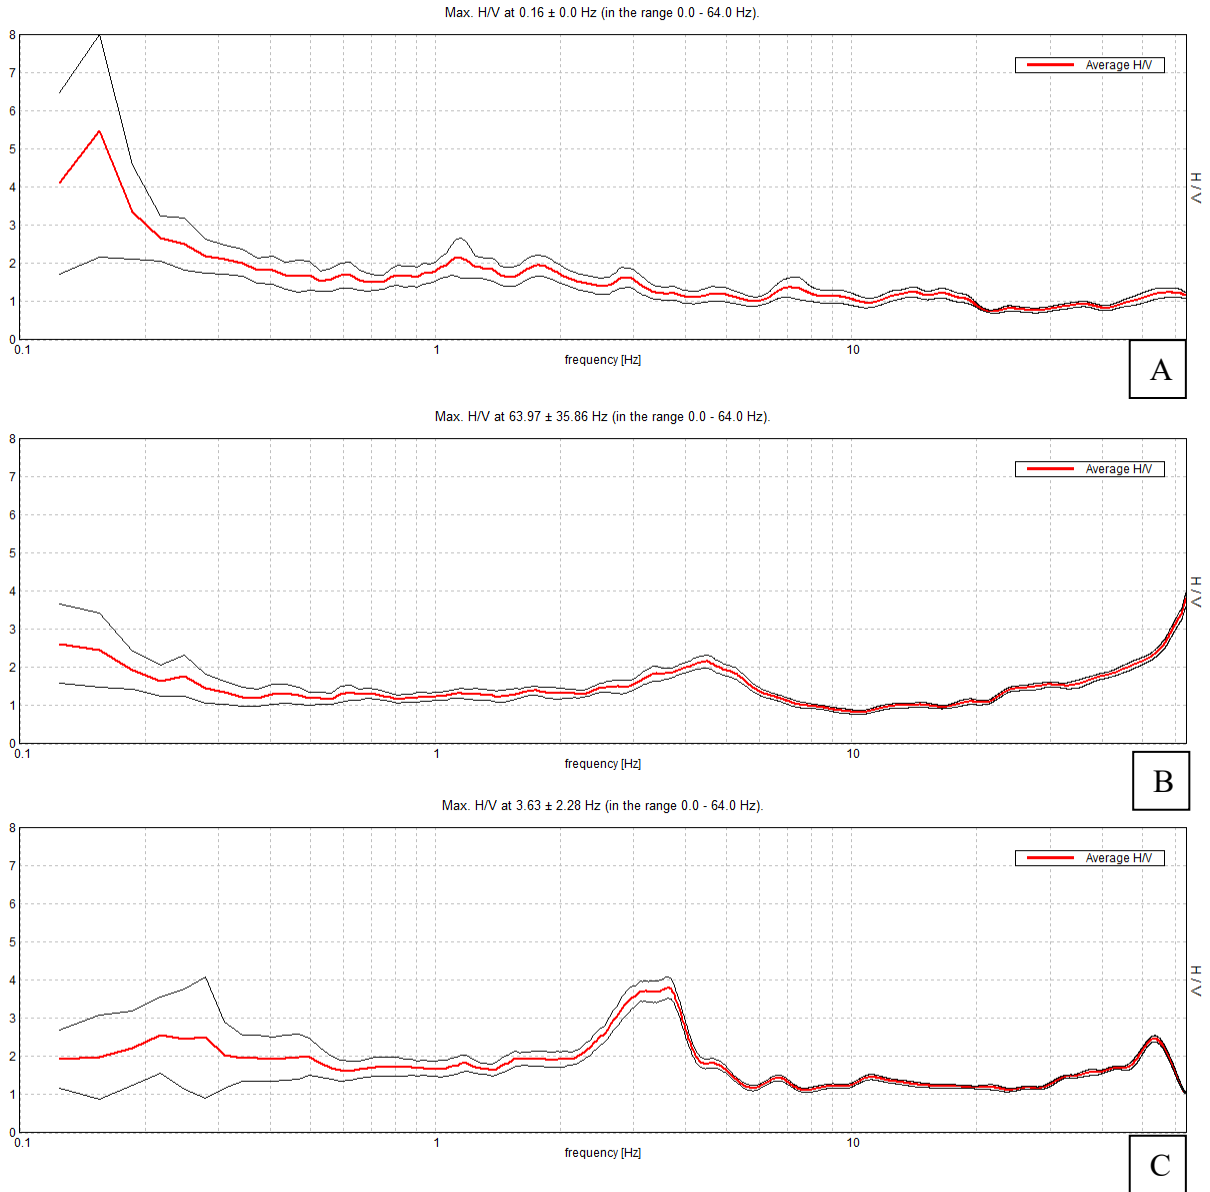 Max. H/V at 0.16 ± 0.0 Hz (in the range 0.0 - 64.0 Hz).
8
7
6
5
4
3
2
1
0
Average H/V
H / V
0.1 1 10
frequency [Hz]
A
Max. H/V at 63.97 ± 35.86 Hz (in the range 0.0 - 64.0 Hz).
8
7
6
5
4
3
2
1
0
Average H/V
H / V
0.1 1 10
frequency [Hz]
B
Max. H/V at 3.63 ± 2.28 Hz (in the range 0.0 - 64.0 Hz).
8
7
6
5
4
3
2
1
0
Average H/V
H / V
0.1 1 10
frequency [Hz]
C